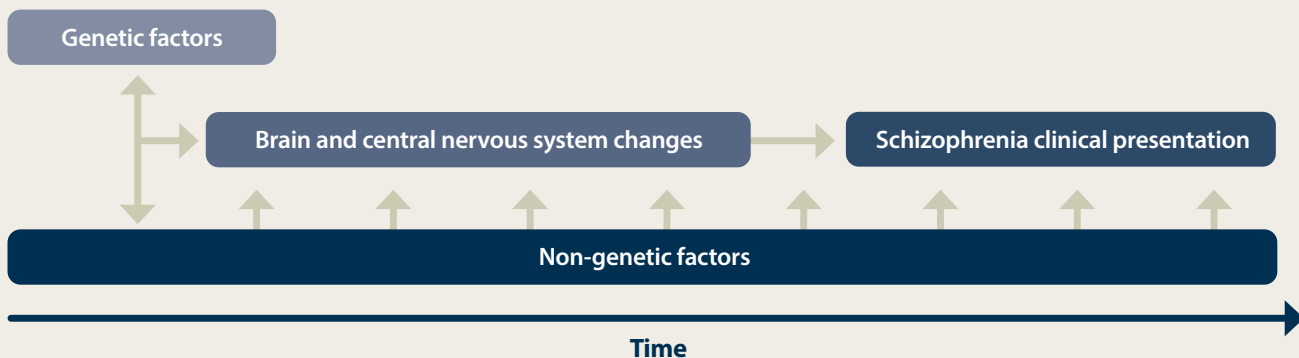 Genetic factors
Brain and central nervous system changes
Schizophrenia clinical presentation
Non-genetic factors
Time